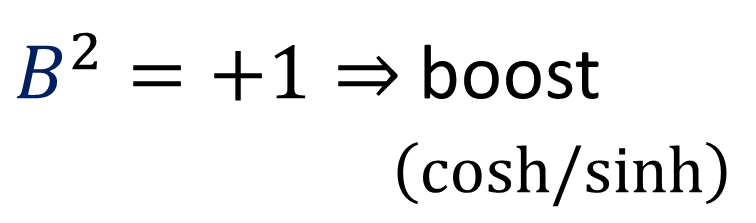 B² = +1 ⇒ boost
(cosh/sinh)